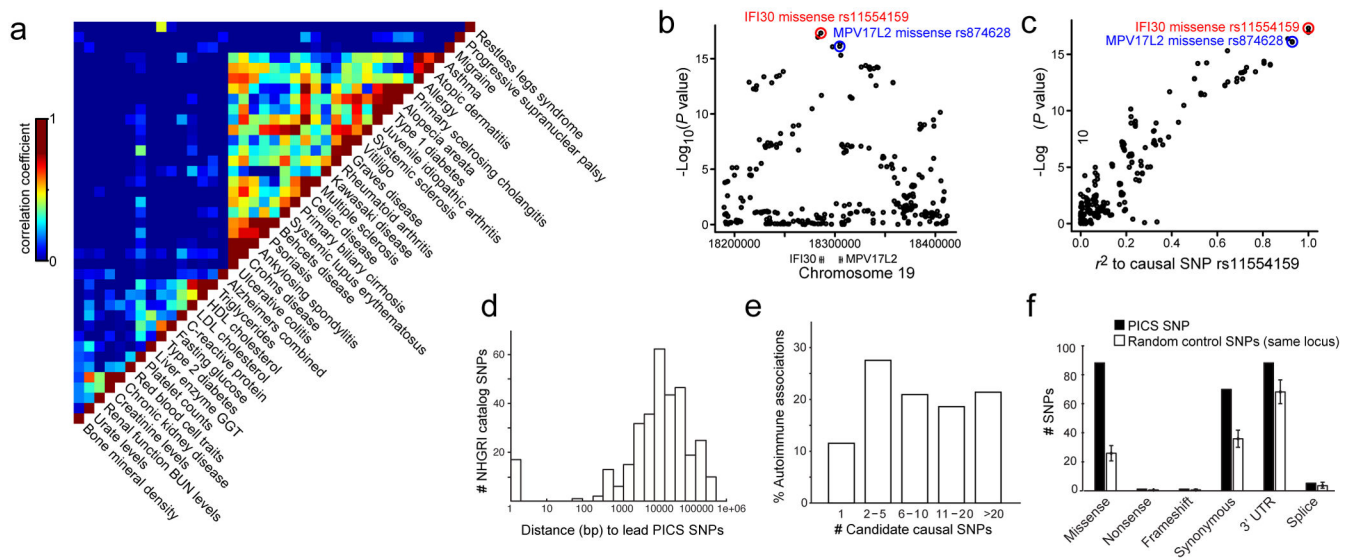 a
correlation coefficient
1
0
Restless legs syndrome
Progressive supranuclear palsy
Migraine
Asthma
Atopic dermatitis
Allergy
Primary sclerosing cholangitis
Alopecia areata
Type 1 diabetes
Juvenile idiopathic arthritis
Systemic sclerosis
Vitiligo
Graves disease
Rheumatoid arthritis
Kawasaki disease
Multiple sclerosis
Celiac disease
Primary biliary cirrhosis
Systemic lupus erythematosus
Behcets disease
Psoriasis
Ankylosing spondylitis
Crohns disease
Ulcerative colitis
Alzheimers combined
Triglycerides
HDL cholesterol
LDL cholesterol
C-reactive protein
Fasting glucose
Type 2 diabetes
Liver enzyme GGT
Platelet counts
Red blood cell traits
Chronic kidney disease
Creatinine levels
Renal function BUN levels
Urate levels
Bone mineral density
b
IFI30 missense rs11554159
MPV17L2 missense rs874628
-Log10(P value)
15
10
5
0
18200000 18300000 18400000
IFI30 MPV17L2
Chromosome 19
c
IFI30 missense rs11554159
MPV17L2 missense rs874628
-Log (P value)
10
15
10
5
0
0.0 0.2 0.4 0.6 0.8 1.0
r² to causal SNP rs11554159
d
# NHGRI catalog SNPs
60
40
20
0
1 10 100 1000 10000 1e+06
Distance (bp) to lead PICS SNPs
e
% Autoimmune associations
30
20
10
0
1 2-5 6-10 11-20 >20
# Candidate causal SNPs
f
PICS SNP
Random control SNPs (same locus)
# SNPs
100
80
60
40
20
0
Missense
Nonsense
Frameshift
Synonymous
3' UTR
Splice